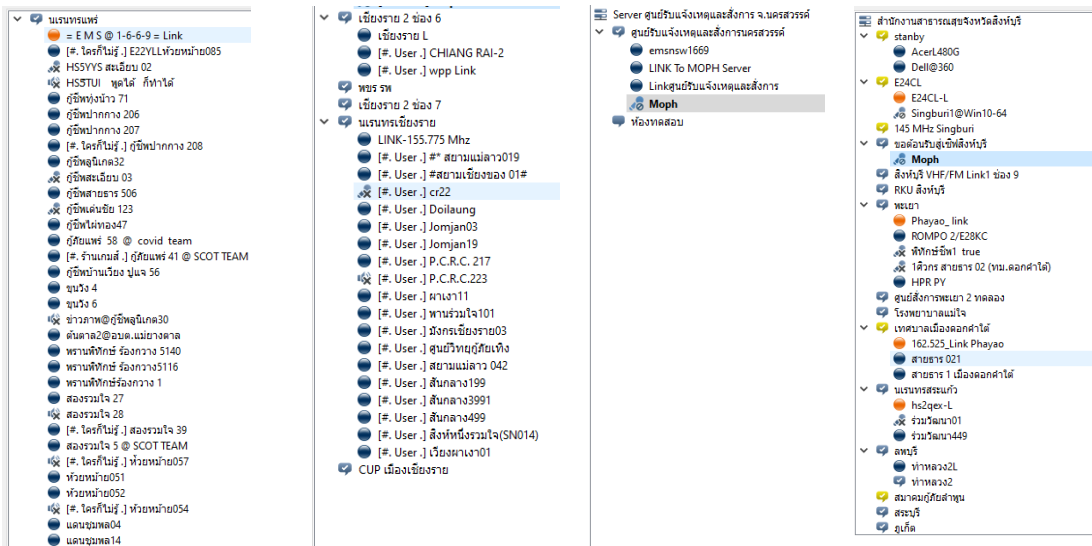 นเรนทรแพร่
= E M S @ 1-6-6-9 = Link
[#. ใครก็ไม่รู้ .] E22YLLห้วยหม้าย085
HS5YYS สะเอียบ 02
HS5TUI พูดได้ ก็ทำได้
กู้ชีพทุ่งน้าว 71
กู้ชีพปากกาง 206
กู้ชีพปากกาง 207
[#. ใครก็ไม่รู้ .] กู้ชีพปากกาง 208
กู้ชีพลูนิเกต32
กู้ชีพสะเอียบ 03
กู้ชีพสายธาร 506
กู้ชีพเด่นชัย 123
กู้ชีพไผ่ทอง47
กู้ภัยแพร่ 58 @ covid team
[#. ร้านเกมส์ .] กู้ภัยแพร่ 41 @ SCOT TEAM
กู้ชีพบ้านเวียง ปูแจ 56
ขุนวัง 4
ขุนวัง 6
ข่าวภาพ@กู้ชีพลูนิเกต30
ต้นตาล2@อบต.แม่ยางตาล
พรานพิทักษ์ ร้องกวาง 5140
พรานพิทักษ์ ร้องกวาง5116
พรานพิทักษ์ร้องกวาง 1
สองรวมใจ 27
สองรวมใจ 28
[#. ใครก็ไม่รู้ .] สองรวมใจ 39
สองรวมใจ 5 @ SCOT TEAM
[#. ใครก็ไม่รู้ .] ห้วยหม้าย057
ห้วยหม้าย051
ห้วยหม้าย052
[#. ใครก็ไม่รู้ .] ห้วยหม้าย054
แดนชุมพล04
แดนชุมพล14
เชียงราย 2 ช่อง 6
เชียงราย L
[#. User .] CHIANG RAI-2
[#. User .] wpp Link
พขร รพ
เชียงราย 2 ช่อง 7
นเรนทรเชียงราย
LINK-155.775 Mhz
[#. User .] #* สยามแม่ลาว019
[#. User .] #สยามเชียงของ 01#
[#. User .] cr22
[#. User .] Doilaung
[#. User .] Jomjan03
[#. User .] Jomjan19
[#. User .] P.C.R.C. 217
[#. User .] P.C.R.C.223
[#. User .] ผาเงา11
[#. User .] พานร่วมใจ101
[#. User .] มังกรเชียงราย03
[#. User .] ศูนย์วิทยุกู้ภัยเทิง
[#. User .] สยามแม่ลาว 042
[#. User .] สันกลาง199
[#. User .] สันกลาง3991
[#. User .] สันกลาง499
[#. User .] สิงห์หนึ่งรวมใจ(SN014)
[#. User .] เวียงผาเงา01
CUP เมืองเชียงราย
Server ศูนย์รับแจ้งเหตุและสั่งการ จ.นครสวรรค์
ศูนย์รับแจ้งเหตุและสั่งการนครสวรรค์
emsnsw1669
LINK To MOPH Server
Linkศูนย์รับแจ้งเหตุและสั่งการ
Moph
ห้องทดสอบ
สำนักงานสาธารณสุขจังหวัดสิงห์บุรี
stanby
AcerL480G
Dell@360
E24CL
E24CL-L
Singburi1@Win10-64
145 MHz Singburi
ขอต้อนรับสู่เซิฟสิงห์บุรี
Moph
สิงห์บุรี VHF/FM Link1 ช่อง 9
RKU สิงห์บุรี
พะเยา
Phayao_ link
ROMPO 2/E28KC
พิทักษ์ชีพ1 true
1ศิวกร สายธาร 02 (ทม.ดอกคำใต้)
HPR PY
ศูนย์สั่งการพะเยา 2 ทดลอง
โรงพยาบาลแม่ใจ
เทศบาลเมืองดอกคำใต้
162.525_Link Phayao
สายธาร 021
สายธาร 1 เมืองดอกคำใต้
นเรนทรสระแก้ว
hs2qex-L
ร่วมวัฒนา01
ร่วมวัฒนา449
ลพบุรี
ท่าหลวง2L
ท่าหลวง2
สมาคมกู้ภัยลำพูน
สระบุรี
ภูเก็ต